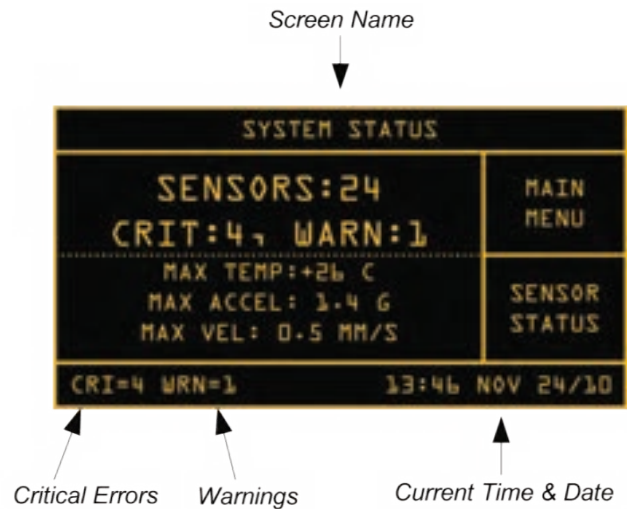 Screen Name
SYSTEM STATUS
SENSORS:24
CRIT:4, WARN:1
MAX TEMP:+26 C
MAX ACCEL: 1.4 G
MAX VEL: 0.5 MM/S
MAIN
MENU
SENSOR
STATUS
CRI=4 WRN=1
13:46 NOV 24/10
Critical Errors
Warnings
Current Time & Date